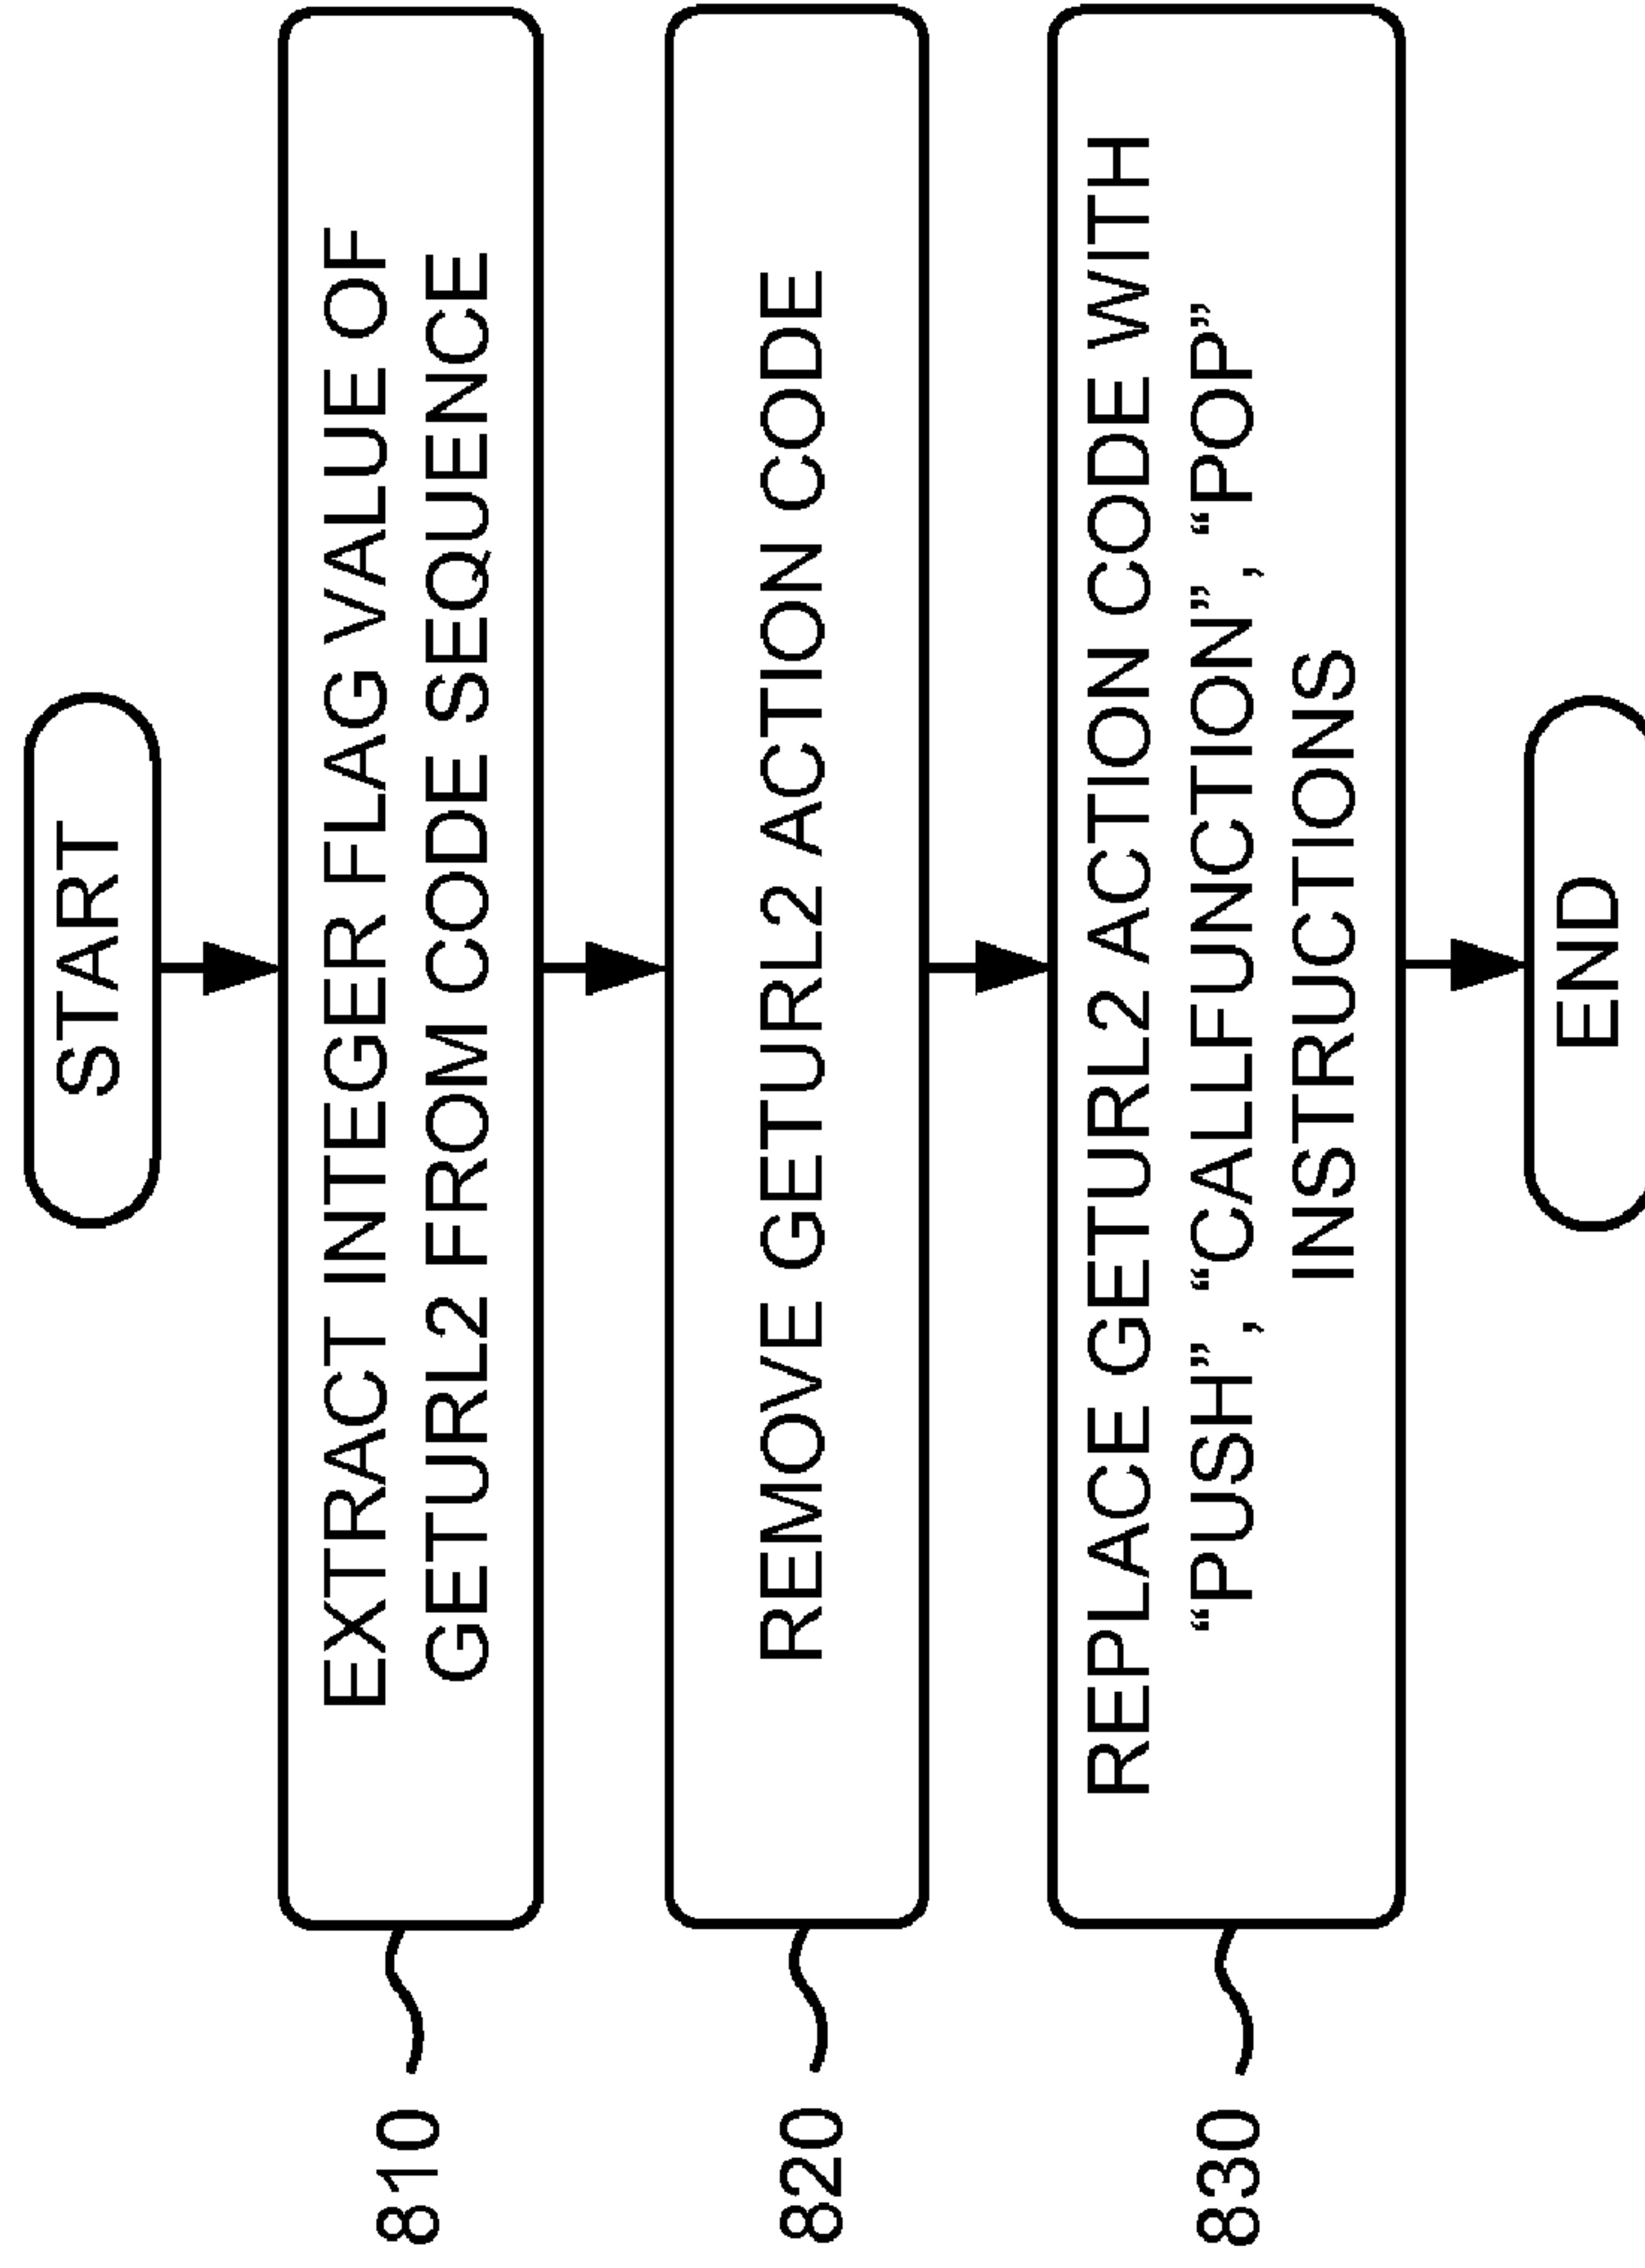 START
810
EXTRACT INTEGER FLAG VALUE OF
GETURL2 FROM CODE SEQUENCE
820
REMOVE GETURL2 ACTION CODE
830
REPLACE GETURL2 ACTION CODE WITH
“PUSH”, “CALLFUNCTION”, “POP”
INSTRUCTIONS
END